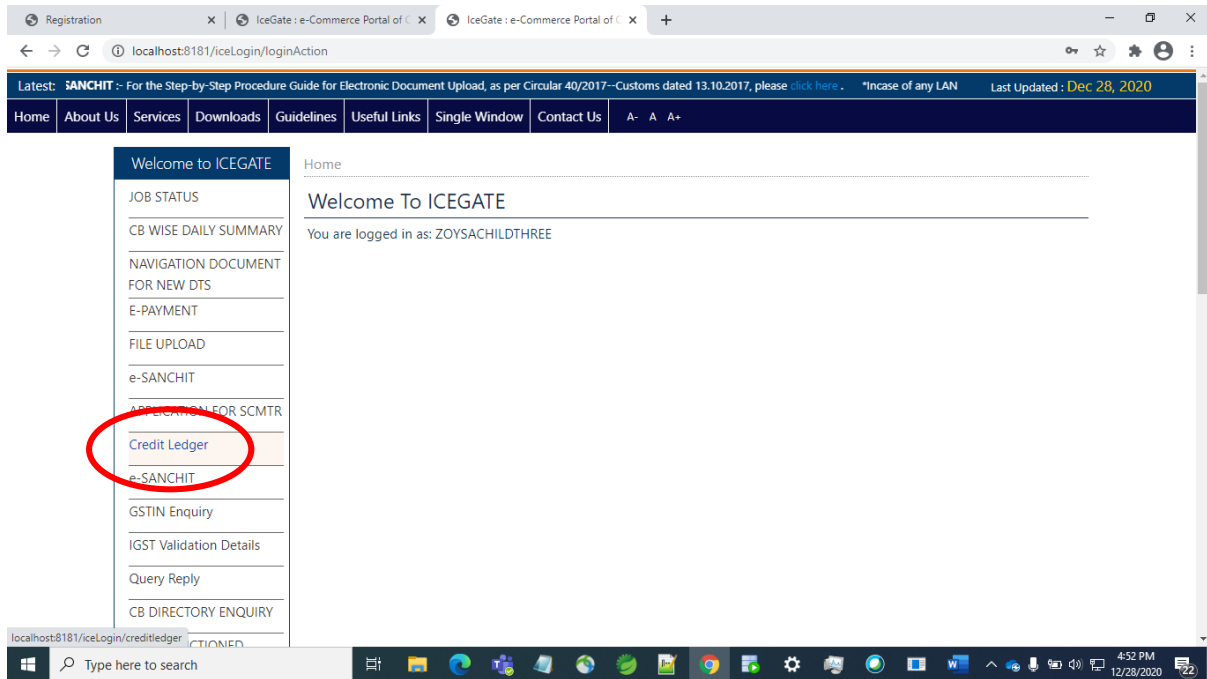 Registration
IceGate : e-Commerce Portal of C
IceGate : e-Commerce Portal of C
localhost:8181/iceLogin/loginAction
Latest: SANCHIT :- For the Step-by-Step Procedure Guide for Electronic Document Upload, as per Circular 40/2017--Customs dated 13.10.2017, please click here . *Incase of any LAN Last Updated : Dec 28, 2020
Home About Us Services Downloads Guidelines Useful Links Single Window Contact Us A- A A+
Welcome to ICEGATE
JOB STATUS
CB WISE DAILY SUMMARY
NAVIGATION DOCUMENT
FOR NEW DTS
E-PAYMENT
FILE UPLOAD
e-SANCHIT
APPLICATION FOR SCMTR
Credit Ledger
e-SANCHIT
GSTIN Enquiry
IGST Validation Details
Query Reply
CB DIRECTORY ENQUIRY
Home
Welcome To ICEGATE
You are logged in as: ZOYSACHILDTHREE
localhost:8181/iceLogin/creditledger
Type here to search
4:52 PM
12/28/2020
22